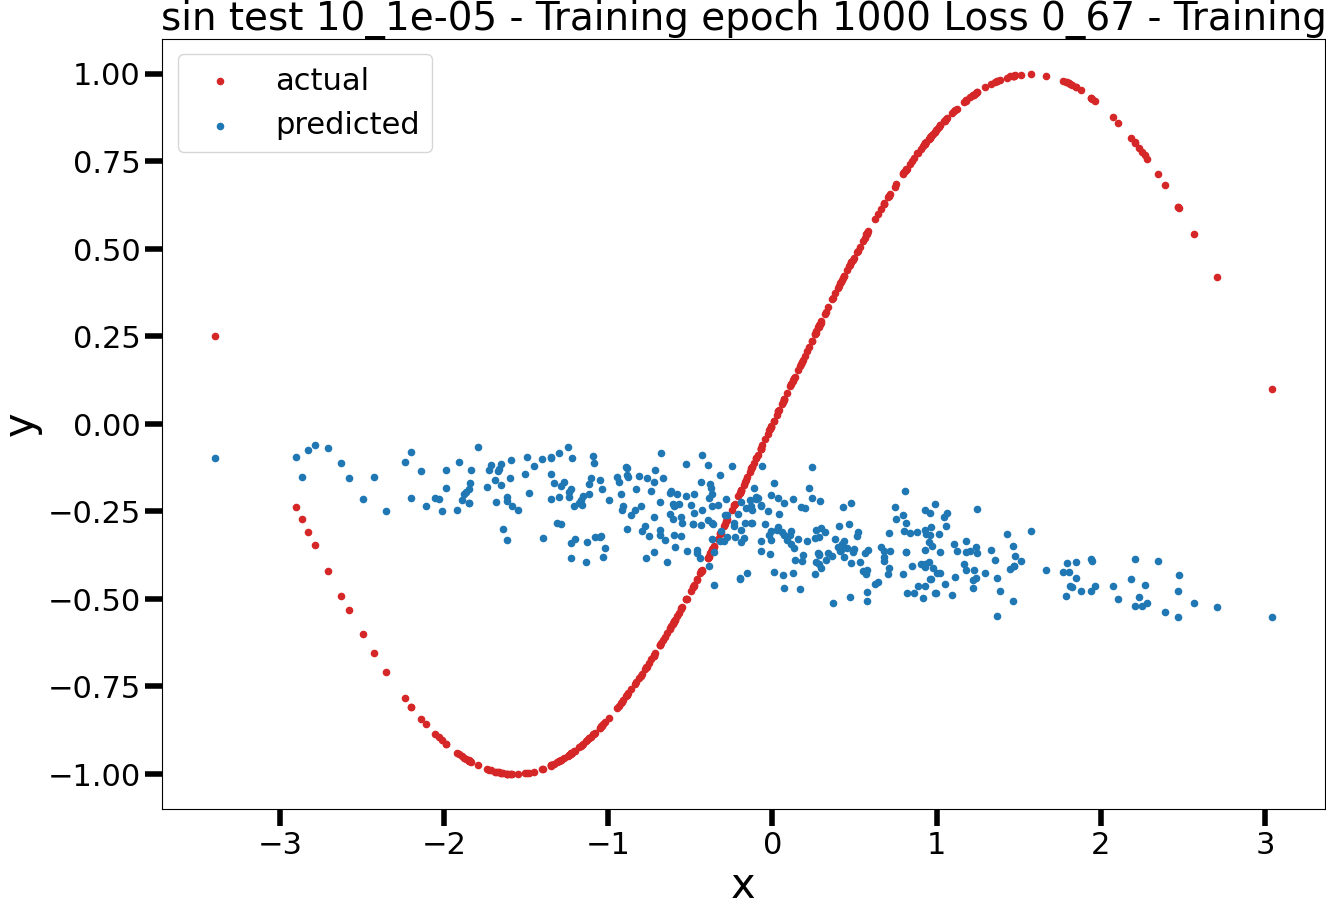 sin test 10_1e-05 - Training epoch 1000 Loss 0_67 - Training
actual
predicted
1.00
0.75
0.50
0.25
0.00
−0.25
−0.50
−0.75
−1.00
y
−3 −2 −1 0 1 2 3
x